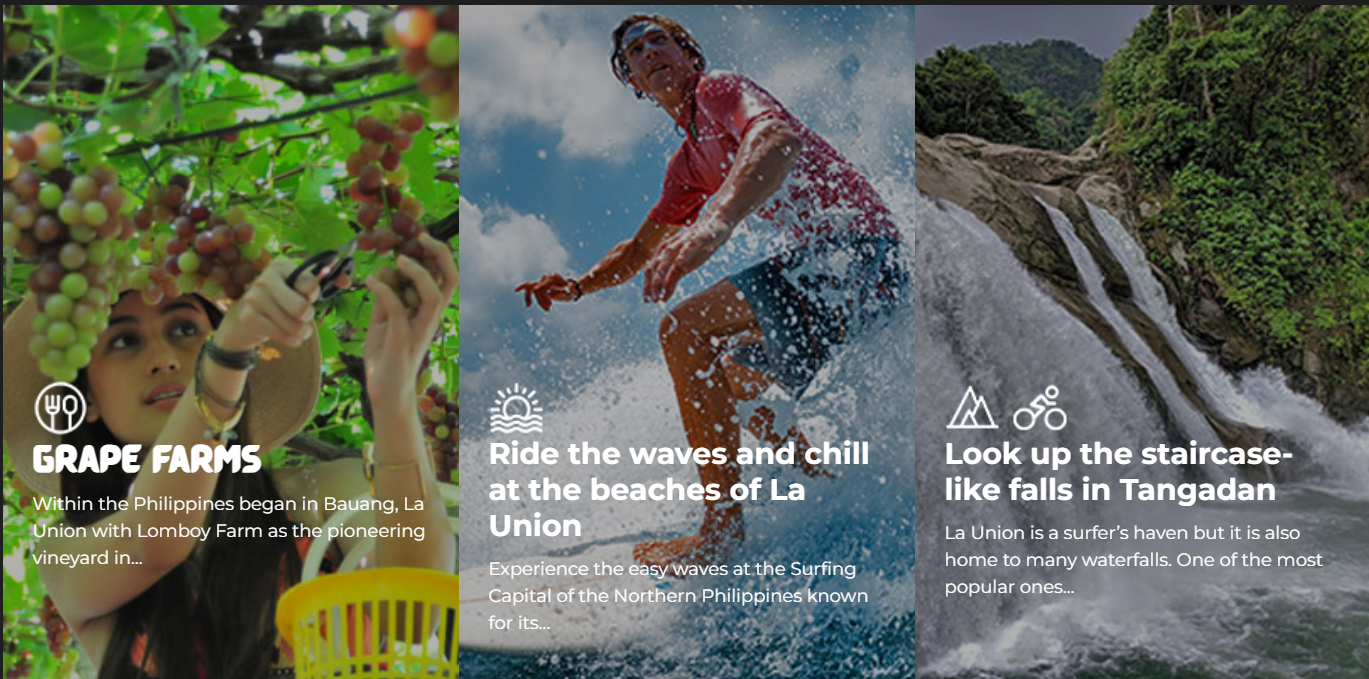 GRAPE FARMS
Within the Philippines began in Bauang, La
Union with Lomboy Farm as the pioneering
vineyard in...
Ride the waves and chill
at the beaches of La
Union
Experience the easy waves at the Surfing
Capital of the Northern Philippines known
for its...
Look up the staircase-
like falls in Tangadan
La Union is a surfer’s haven but it is also
home to many waterfalls. One of the most
popular ones...